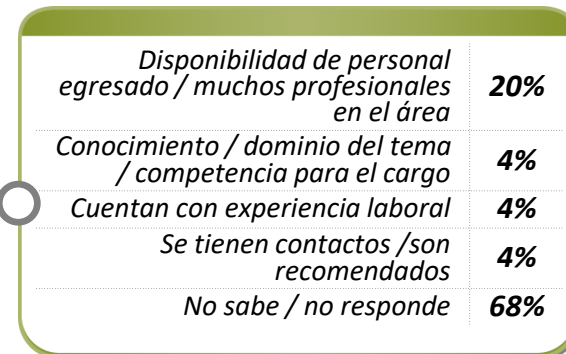 Disponibilidad de personal
egresado / muchos profesionales
en el área
20%
Conocimiento / dominio del tema
/ competencia para el cargo
4%
Cuentan con experiencia laboral
4%
Se tienen contactos /son
recomendados
4%
No sabe / no responde
68%